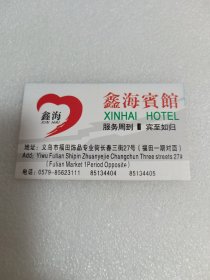 鑫海
XIN HAI
鑫海賓館
XINHAI HOTEL
服务周到 宾至如归
地址：义乌市福田饰品专业街长春三街27号（福田一期对面）
Add: Yiwu Futian Shipin Zhuanyejie Changchun Three streets 27#
(Futian Market 1Period Opposite)
电话：0579-85623111 85134404 85134405